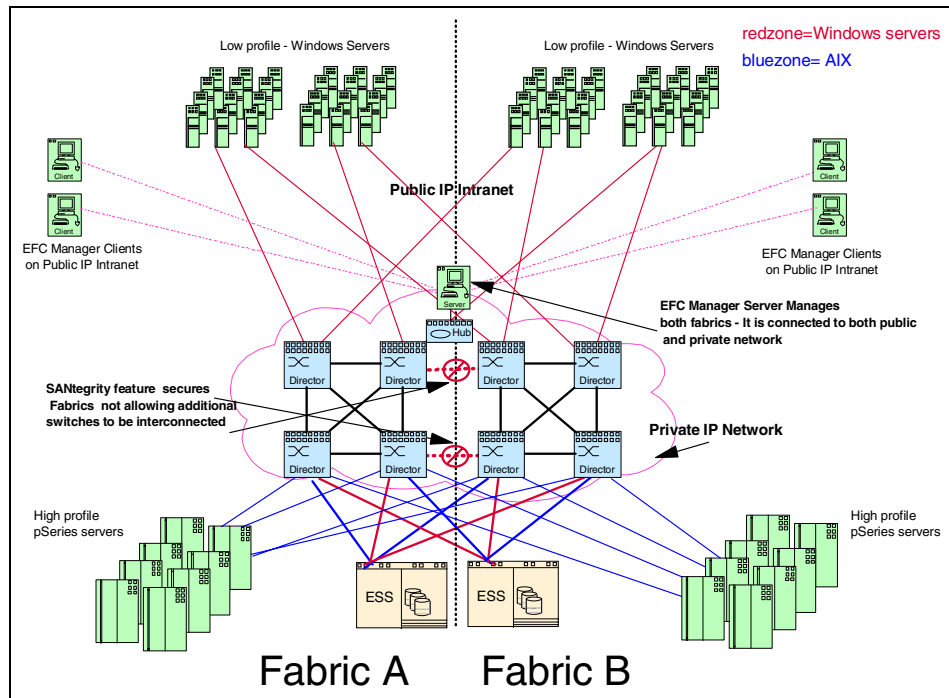 Low profile - Windows Servers
Low profile - Windows Servers
redzone=Windows servers
bluezone= AIX
Client
Client
Client
Client
Public IP Intranet
EFC Manager Clients
on Public IP Intranet
EFC Manager Clients
on Public IP Intranet
Server
Hub
EFC Manager Server Manages
both fabrics - It is connected to both public
and private network
Director
Director
Director
Director
SANtegrity feature secures
Fabrics not allowing additional
switches to be interconnected
Private IP Network
Director
Director
Director
Director
High profile
pSeries servers
High profile
pSeries servers
ESS
ESS
Fabric A
Fabric B